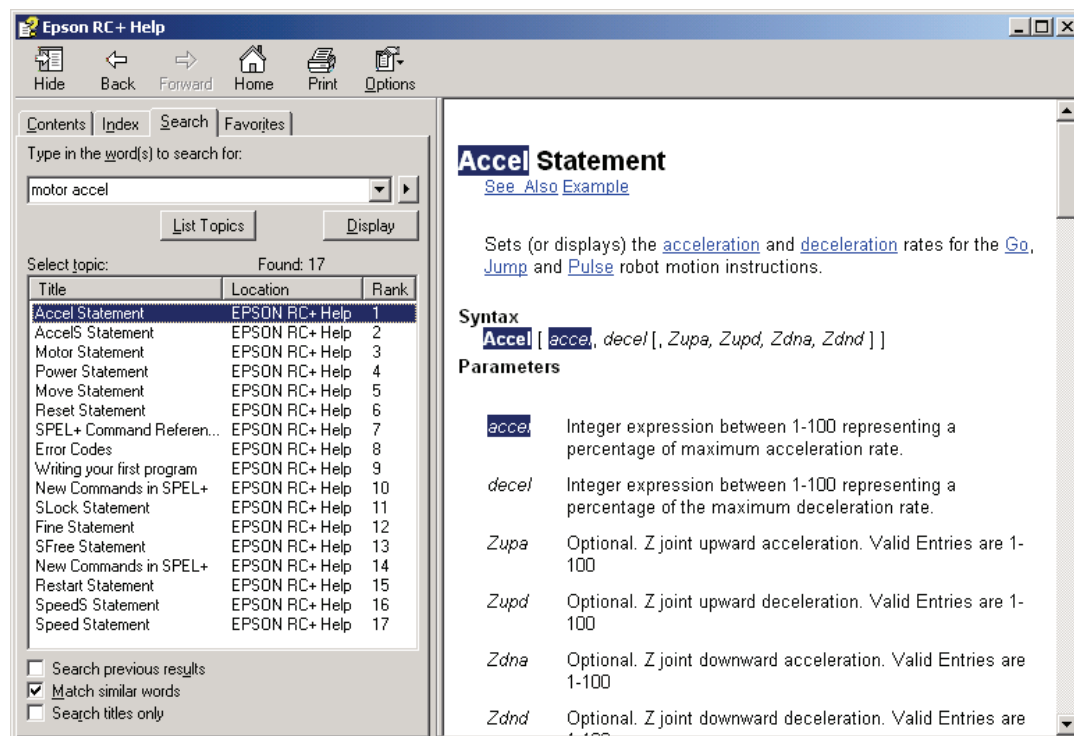 Epson RC+ Help
Hide Back Forward Home Print Options
Contents Index Search Favorites
Type in the word(s) to search for:
motor accel
List Topics Display
Select topic: Found: 17
Title Location Rank
Accel Statement EPSON RC+ Help 1
AccelS Statement EPSON RC+ Help 2
Motor Statement EPSON RC+ Help 3
Power Statement EPSON RC+ Help 4
Move Statement EPSON RC+ Help 5
Reset Statement EPSON RC+ Help 6
SPEL+ Command Referen... EPSON RC+ Help 7
Error Codes EPSON RC+ Help 8
Writing your first program EPSON RC+ Help 9
New Commands in SPEL+ EPSON RC+ Help 10
SLock Statement EPSON RC+ Help 11
Fine Statement EPSON RC+ Help 12
SFree Statement EPSON RC+ Help 13
New Commands in SPEL+ EPSON RC+ Help 14
Restart Statement EPSON RC+ Help 15
SpeedS Statement EPSON RC+ Help 16
Speed Statement EPSON RC+ Help 17
Search previous results
Match similar words
Search titles only
Accel Statement
See Also Example
Sets (or displays) the acceleration and deceleration rates for the Go,
Jump and Pulse robot motion instructions.
Syntax
Accel [ accel, decel [, Zupa, Zupd, Zdna, Zdnd ] ]
Parameters
accel Integer expression between 1-100 representing a
percentage of maximum acceleration rate.
decel Integer expression between 1-100 representing a
percentage of the maximum deceleration rate.
Zupa Optional. Z joint upward acceleration. Valid Entries are 1-
100
Zupd Optional. Z joint upward deceleration. Valid Entries are 1-
100
Zdna Optional. Z joint downward acceleration. Valid Entries are
1-100
Zdnd Optional. Z joint downward deceleration. Valid Entries are